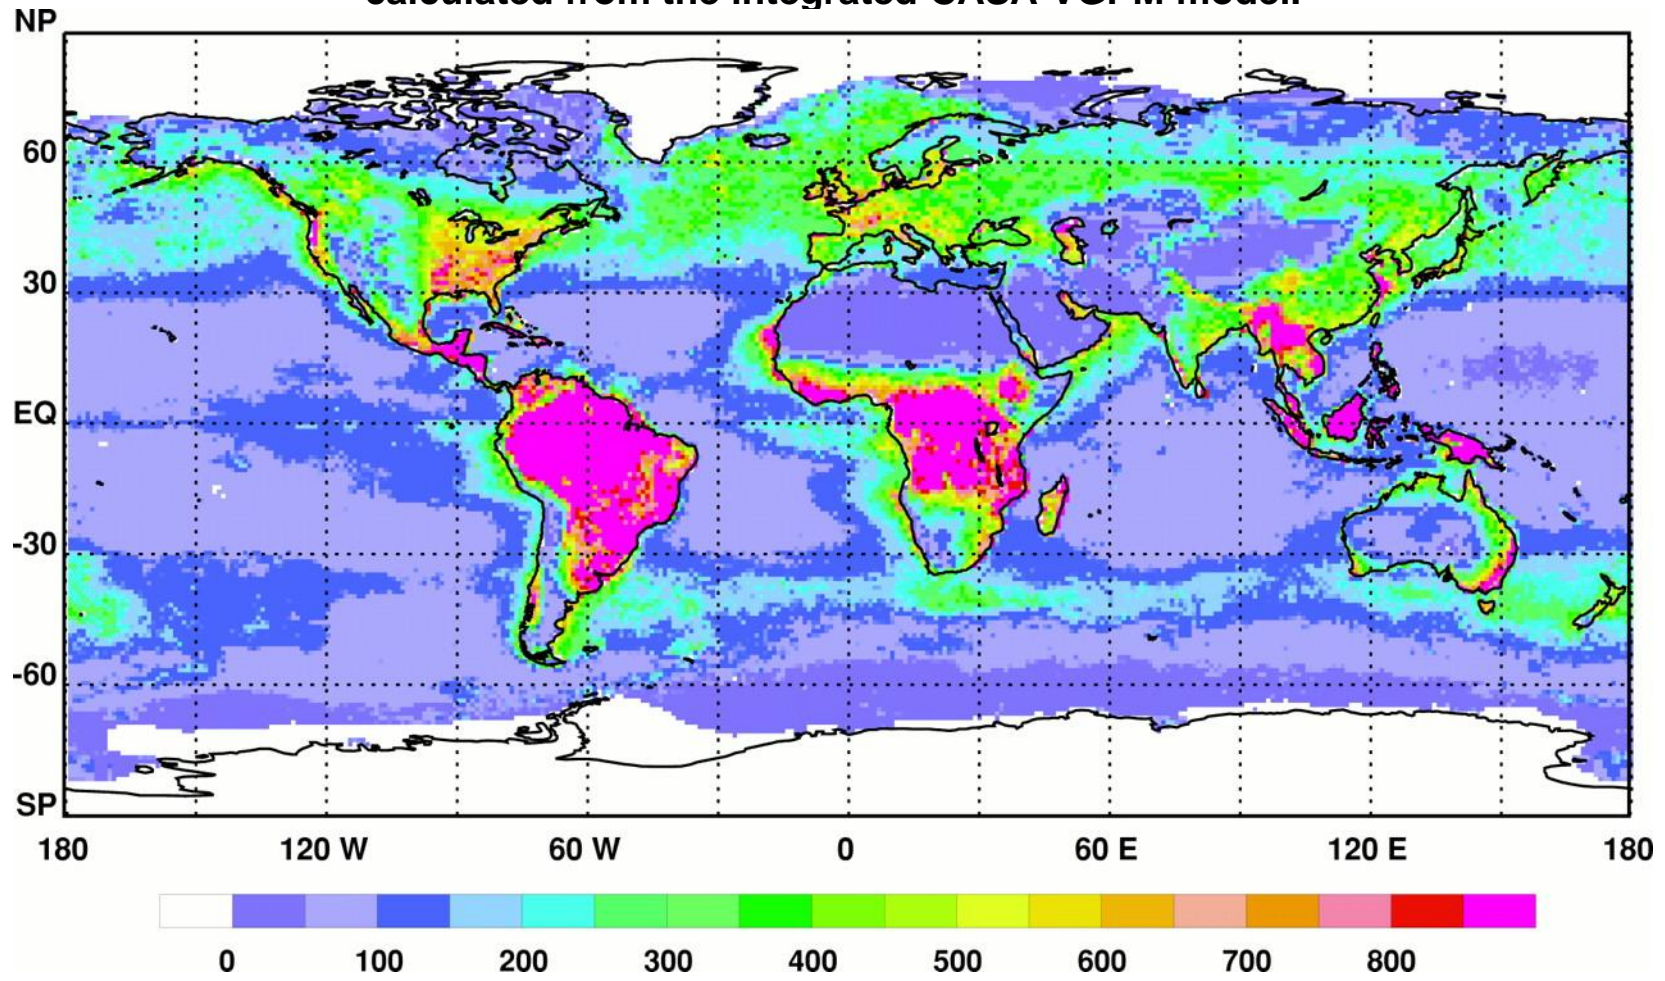 calculated from the integrated CASA-VGPM model.
NP
60
30
EQ
-30
-60
SP
180 120 W 60 W 0 60 E 120 E 180
0 100 200 300 400 500 600 700 800